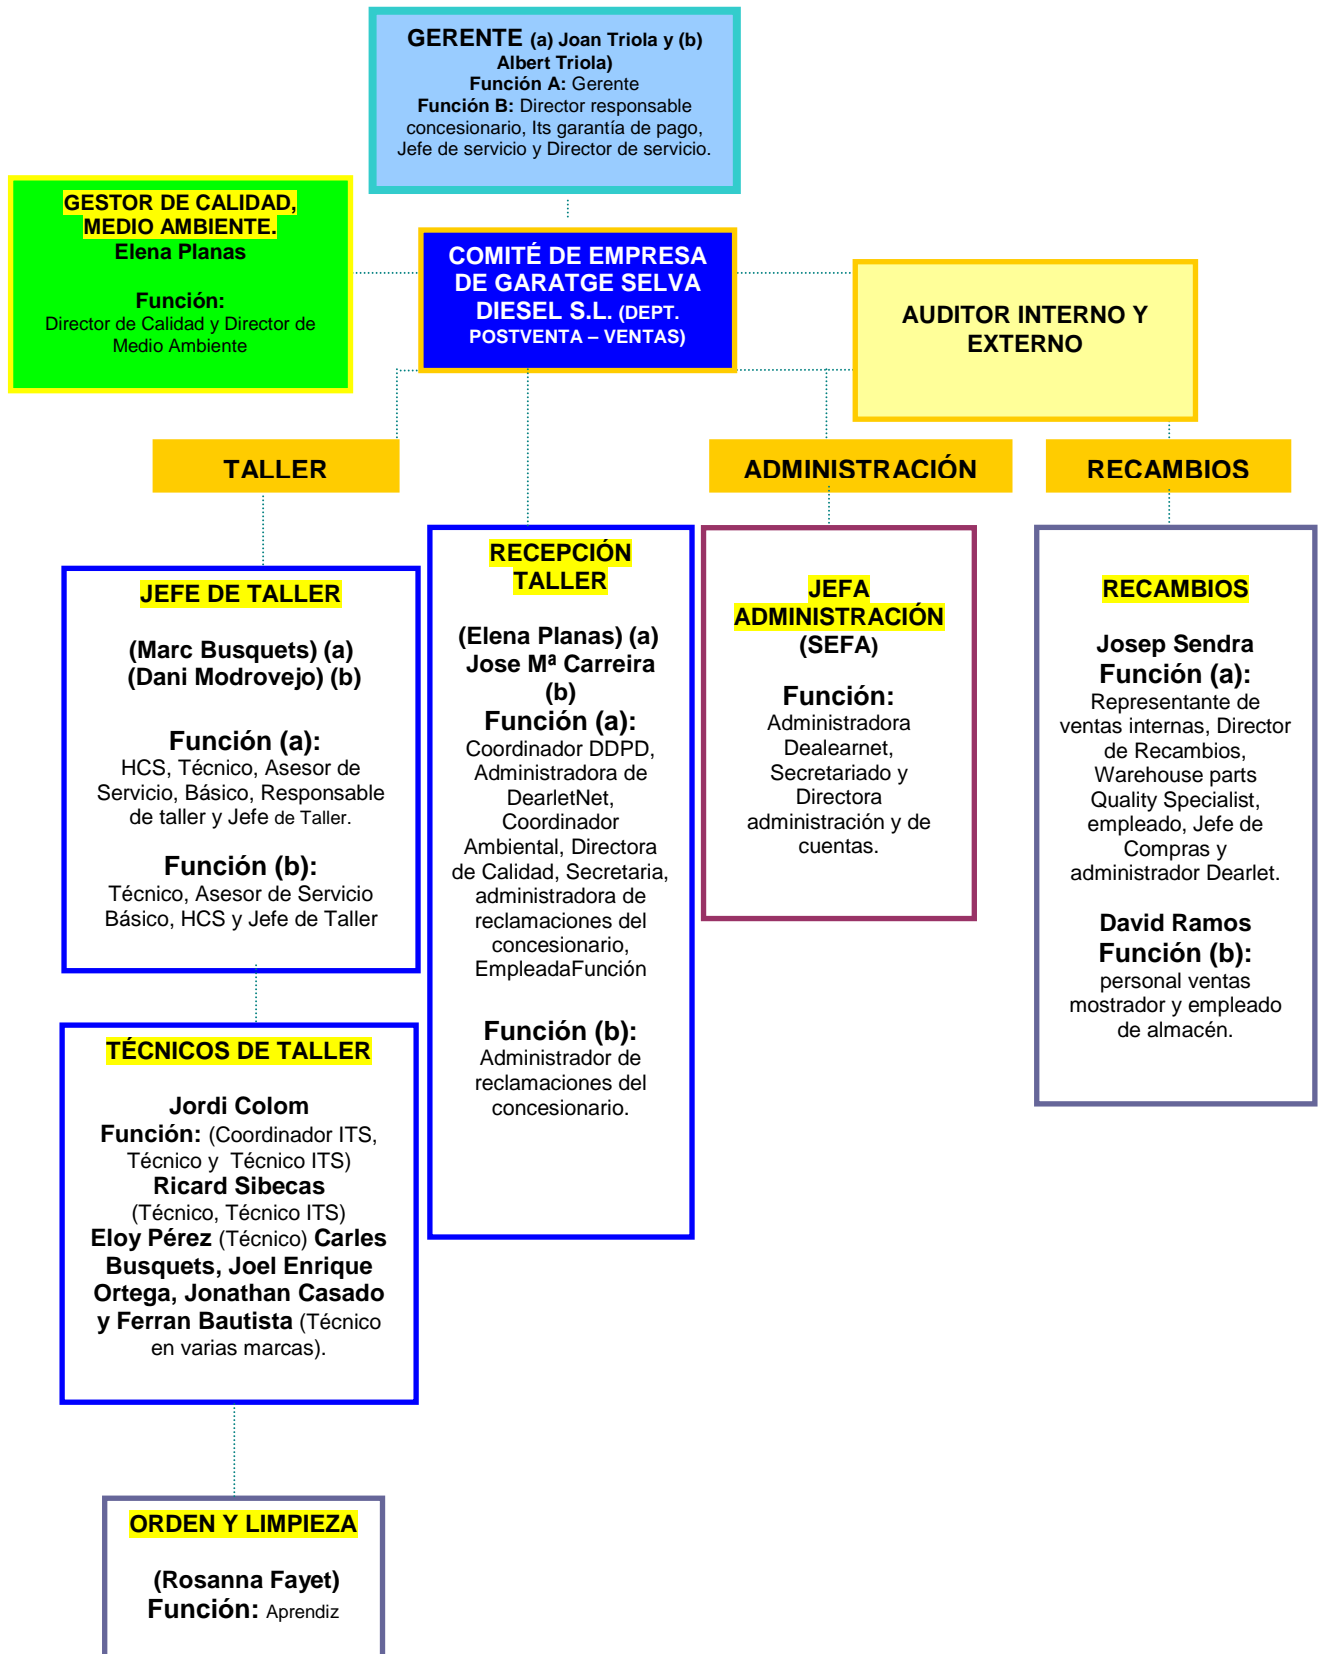 GERENTE (a) Joan Triola y (b)
Albert Triola)
Función A: Gerente
Función B: Director responsable
concesionario, Its garantía de pago,
Jefe de servicio y Director de servicio.
GESTOR DE CALIDAD,
MEDIO AMBIENTE.
Elena Planas
Función:
Director de Calidad y Director de
Medio Ambiente
COMITÉ DE EMPRESA
DE GARATGE SELVA
DIESEL S.L. (DEPT.
POSTVENTA – VENTAS)
AUDITOR INTERNO Y
EXTERNO
TALLER
ADMINISTRACIÓN
RECAMBIOS
JEFE DE TALLER
(Marc Busquets) (a)
(Dani Modrovejo) (b)
Función (a):
HCS, Técnico, Asesor de
Servicio, Básico, Responsable
de taller y Jefe de Taller.
Función (b):
Técnico, Asesor de Servicio
Básico, HCS y Jefe de Taller
RECEPCIÓN
TALLER
(Elena Planas) (a)
Jose Mª Carreira
(b)
Función (a):
Coordinador DDPD,
Administradora de
DearletNet,
Coordinador
Ambiental, Directora
de Calidad, Secretaria,
administradora de
reclamaciones del
concesionario,
EmpleadaFunción
Función (b):
Administrador de
reclamaciones del
concesionario.
JEFA
ADMINISTRACIÓN
(SEFA)
Función:
Administradora
Dealearnet,
Secretariado y
Directora
administración y de
cuentas.
RECAMBIOS
Josep Sendra
Función (a):
Representante de
ventas internas, Director
de Recambios,
Warehouse parts
Quality Specialist,
empleado, Jefe de
Compras y
administrador Dearlet.
David Ramos
Función (b):
personal ventas
mostrador y empleado
de almacén.
TÉCNICOS DE TALLER
Jordi Colom
Función: (Coordinador ITS,
Técnico y Técnico ITS)
Ricard Sibecas
(Técnico, Técnico ITS)
Eloy Pérez (Técnico) Carles
Busquets, Joel Enrique
Ortega, Jonathan Casado
y Ferran Bautista (Técnico
en varias marcas).
ORDEN Y LIMPIEZA
(Rosanna Fayet)
Función: Aprendiz